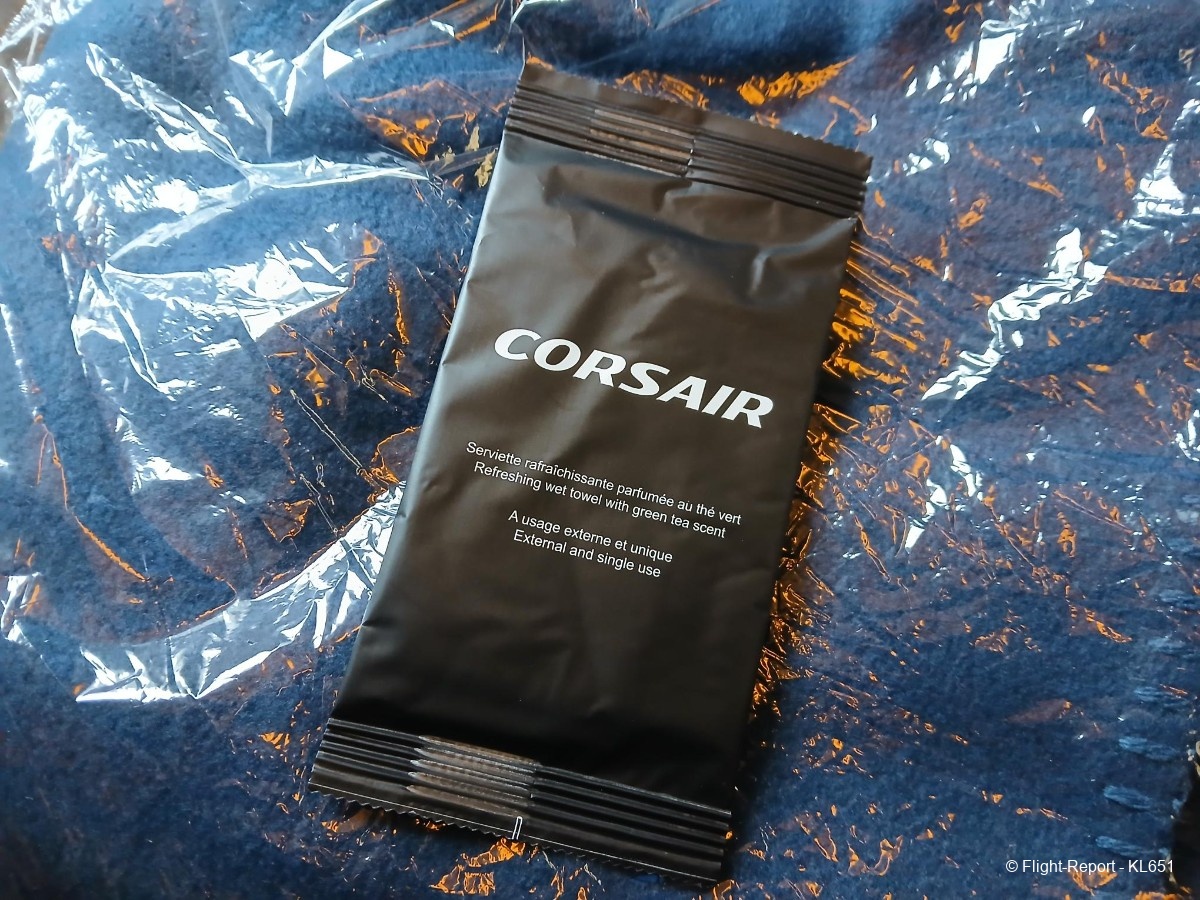 CORSAIR
Serviette rafraîchissante parfumée au thé vert
Refreshing wet towel with green tea scent
A usage externe et unique
External and single use
© Flight-Report - KL651